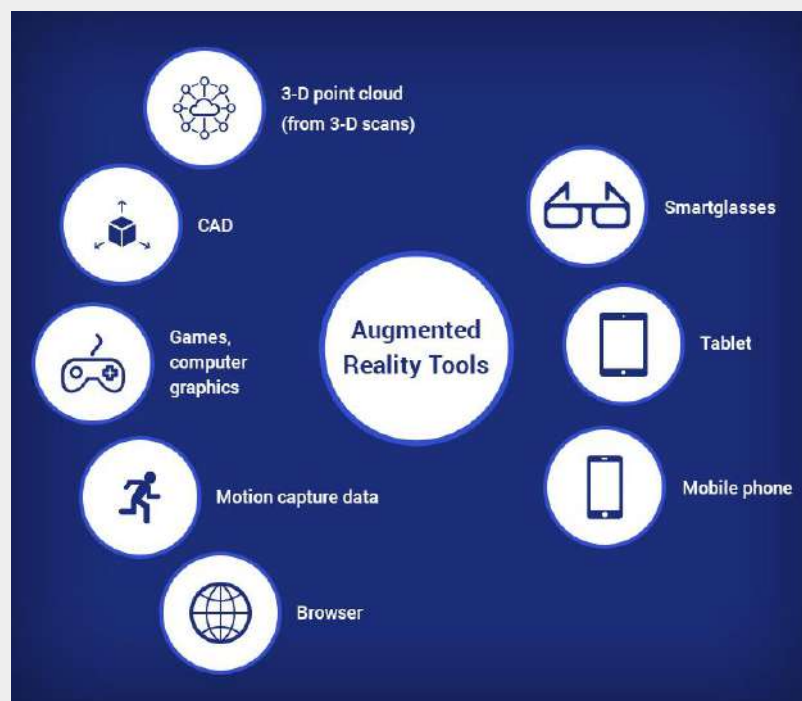 3-D point cloud
(from 3-D scans)
CAD
Games,
computer
graphics
Motion capture data
Browser
Augmented
Reality Tools
Smartglasses
Tablet
Mobile phone